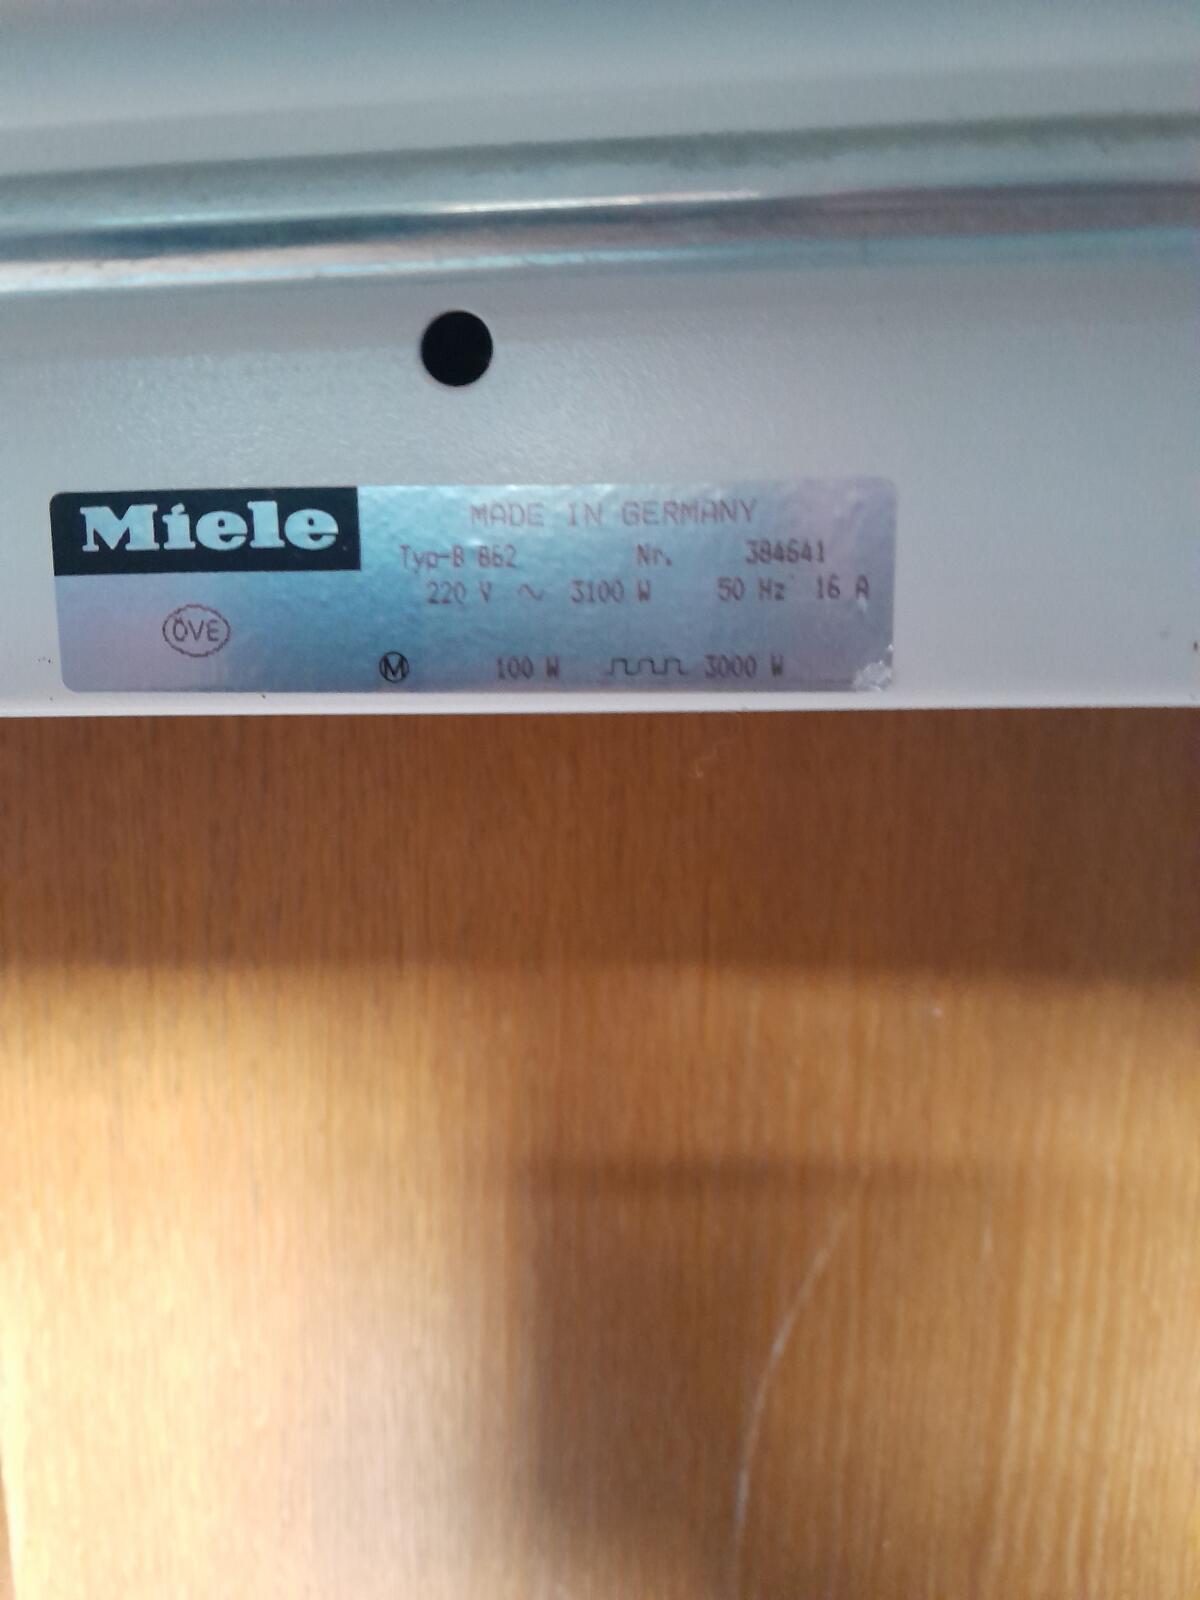 Miele
MADE IN GERMANY
Typ-B 862 Nr. 384641
220 V ~ 3100 W 50 Hz 16 A
ÖVE
M 100 W 3000 W